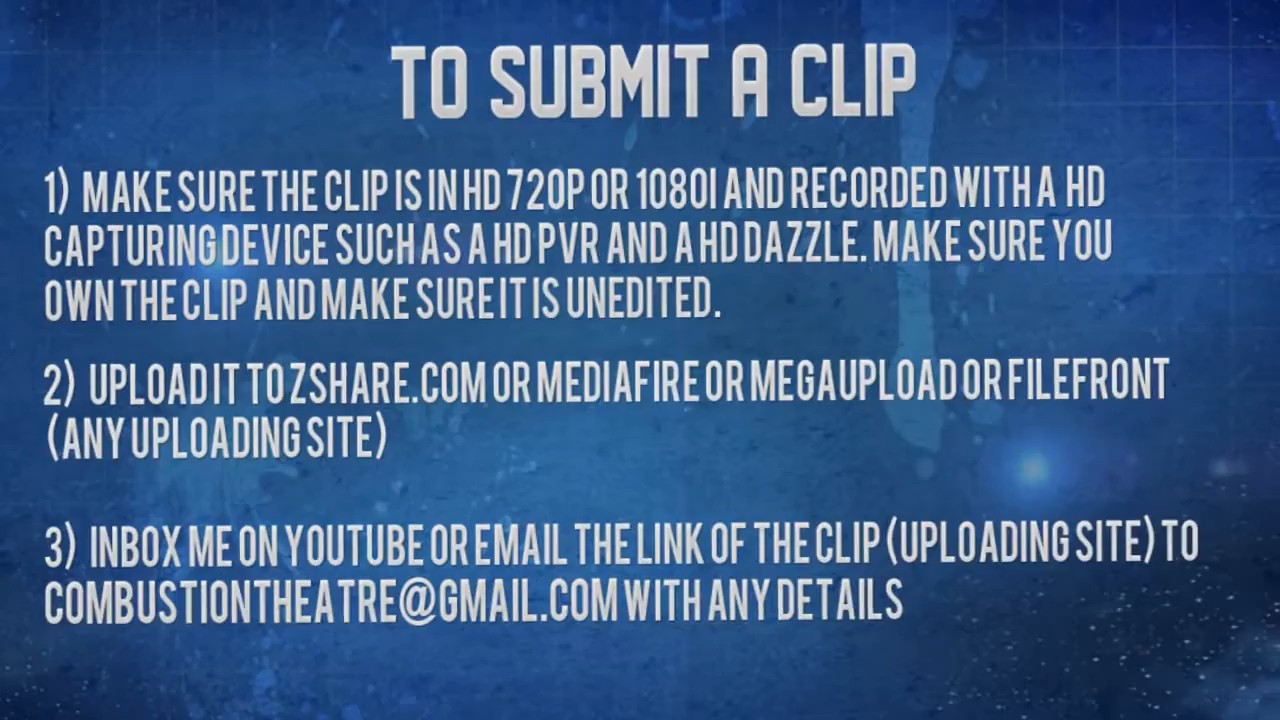 TO SUBMIT A CLIP
1) MAKE SURE THE CLIP IS IN HD 720P OR 1080I AND RECORDED WITH A HD
CAPTURING DEVICE SUCH AS A HD PVR AND A HD DAZZLE. MAKE SURE YOU
OWN THE CLIP AND MAKE SURE IT IS UNEDITED.
2) UPLOAD IT TO ZSHARE.COM OR MEDIAFIRE OR MEGAUPLOAD OR FILEFRONT
(ANY UPLOADING SITE)
3) INBOX ME ON YOUTUBE OR EMAIL THE LINK OF THE CLIP (UPLOADING SITE) TO
COMBUSTIONTHEATRE@GMAIL.COM WITH ANY DETAILS